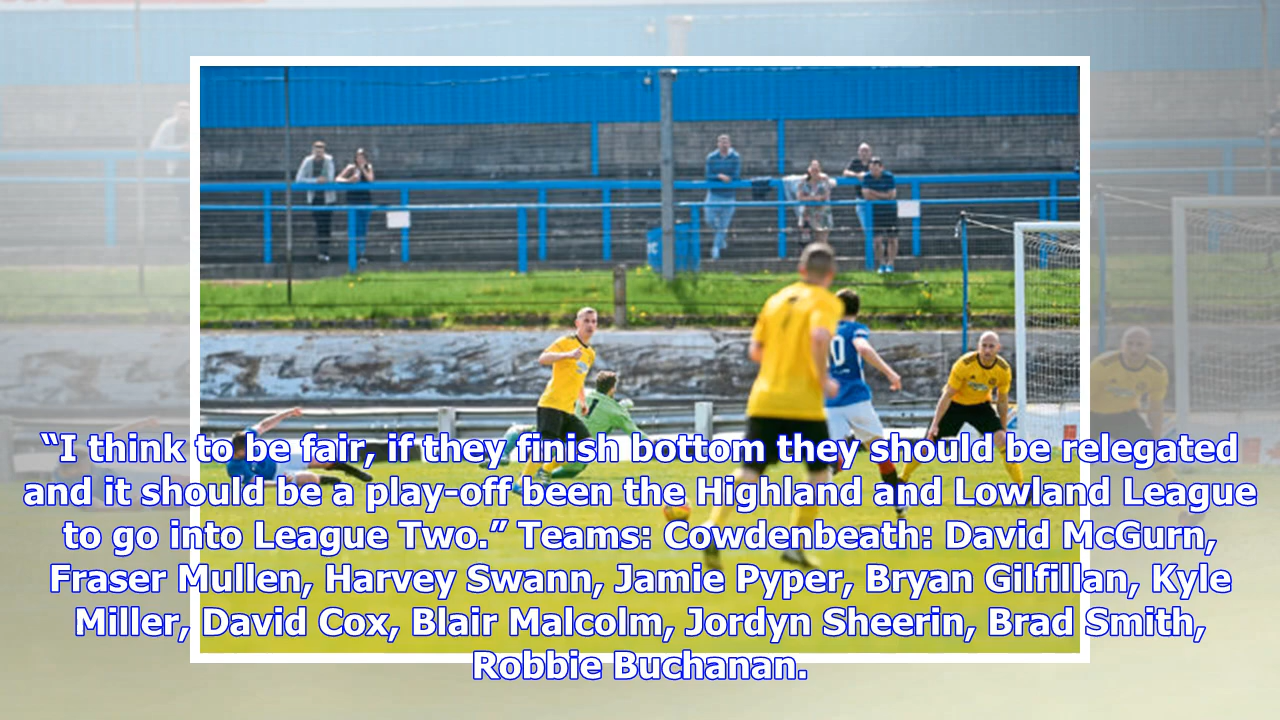 “I think to be fair, if they finish bottom they should be relegated
and it should be a play-off been the Highland and Lowland League
to go into League Two.” Teams: Cowdenbeath: David McGurn,
Fraser Mullen, Harvey Swann, Jamie Pyper, Bryan Gilfillan, Kyle
Miller, David Cox, Blair Malcolm, Jordyn Sheerin, Brad Smith,
Robbie Buchanan.